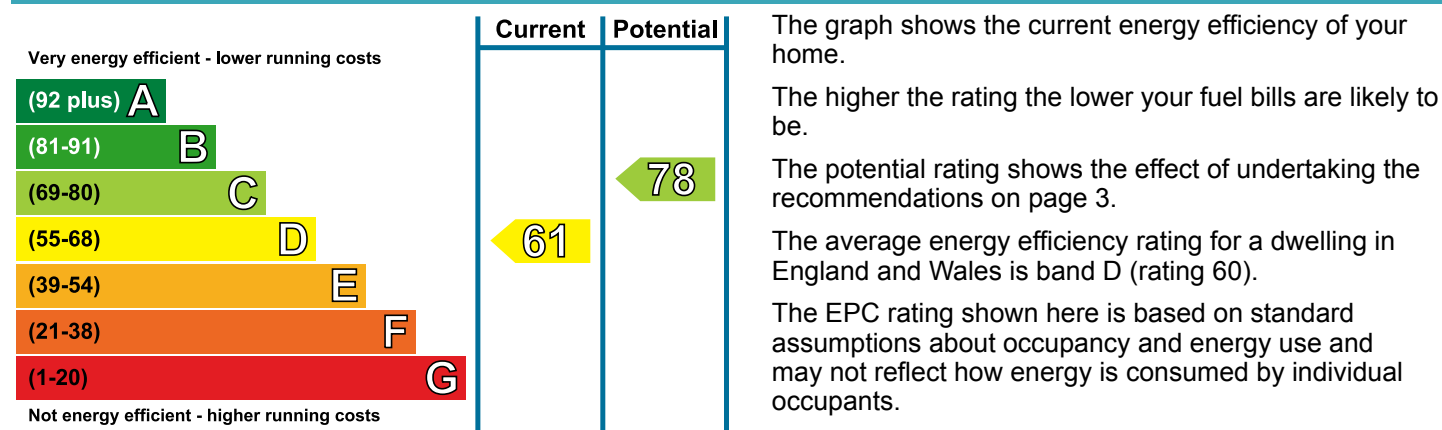 Current Potential
Very energy efficient - lower running costs
(92 plus) A
(81-91) B
(69-80) C
(55-68) D
(39-54) E
(21-38) F
(1-20) G
Not energy efficient - higher running costs
78
61
The graph shows the current energy efficiency of your
home.
The higher the rating the lower your fuel bills are likely to
be.
The potential rating shows the effect of undertaking the
recommendations on page 3.
The average energy efficiency rating for a dwelling in
England and Wales is band D (rating 60).
The EPC rating shown here is based on standard
assumptions about occupancy and energy use and
may not reflect how energy is consumed by individual
occupants.